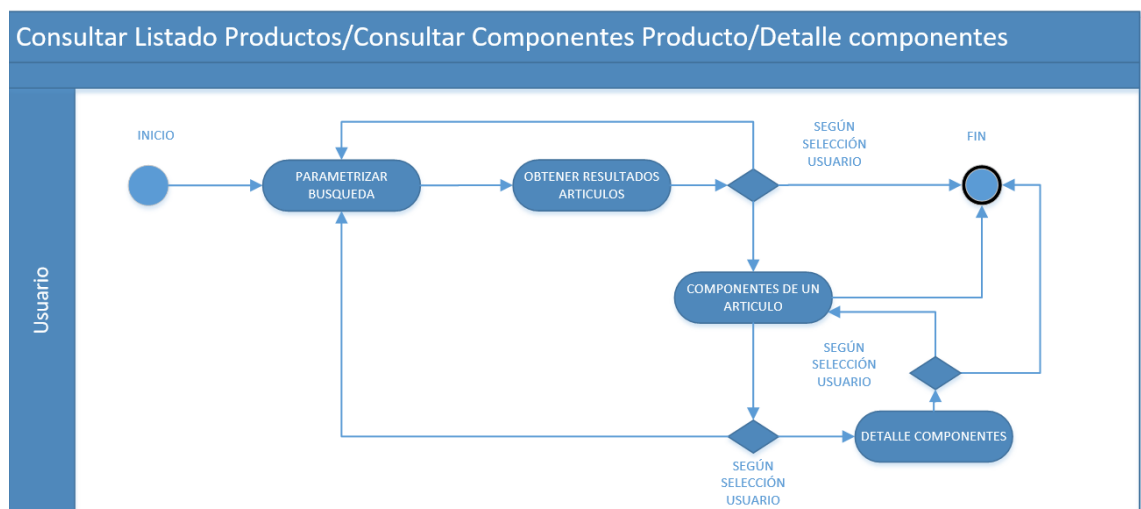 Consultar Listado Productos/Consultar Componentes Producto/Detalle componentes
Usuario
INICIO
PARAMETRIZAR
BUSQUEDA
OBTENER RESULTADOS
ARTICULOS
SEGÚN
SELECCIÓN
USUARIO
FIN
COMPONENTES DE UN
ARTICULO
SEGÚN
SELECCIÓN
USUARIO
DETALLE COMPONENTES
SEGÚN
SELECCIÓN
USUARIO